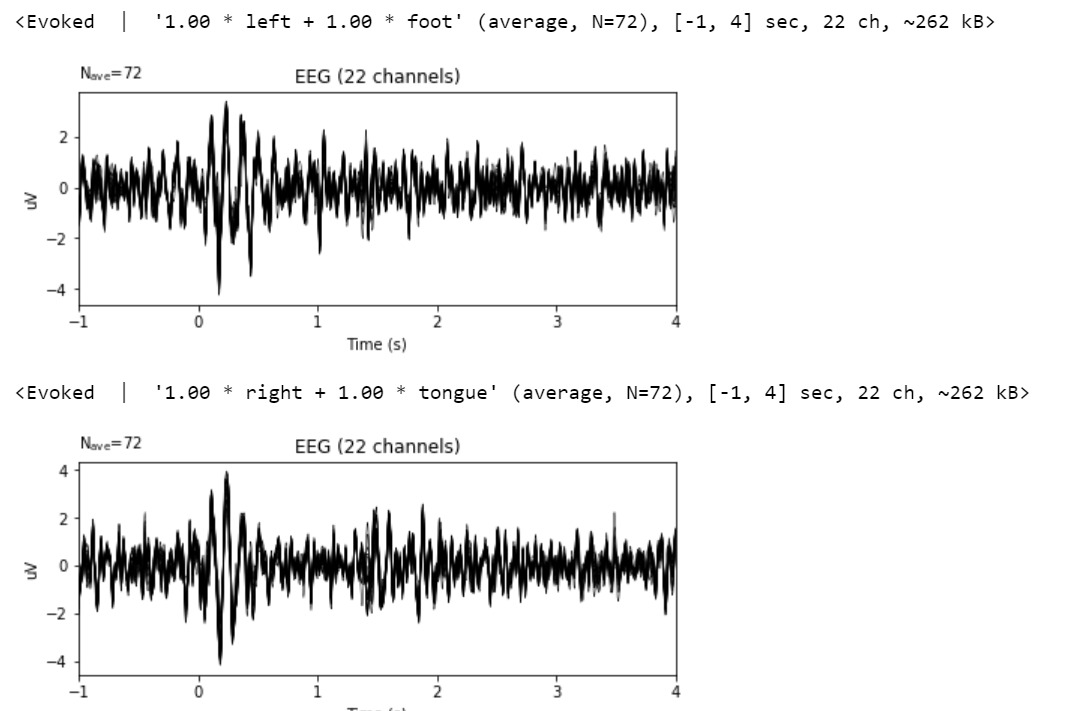 <Evoked | '1.00 * left + 1.00 * foot' (average, N=72), [-1, 4] sec, 22 ch, ~262 kB>
Nave=72 EEG (22 channels)
2
0
−2
−4
uV
−1 0 1 2 3 4
Time (s)
<Evoked | '1.00 * right + 1.00 * tongue' (average, N=72), [-1, 4] sec, 22 ch, ~262 kB>
Nave=72 EEG (22 channels)
4
2
0
−2
−4
uV
−1 0 1 2 3 4
Time (s)